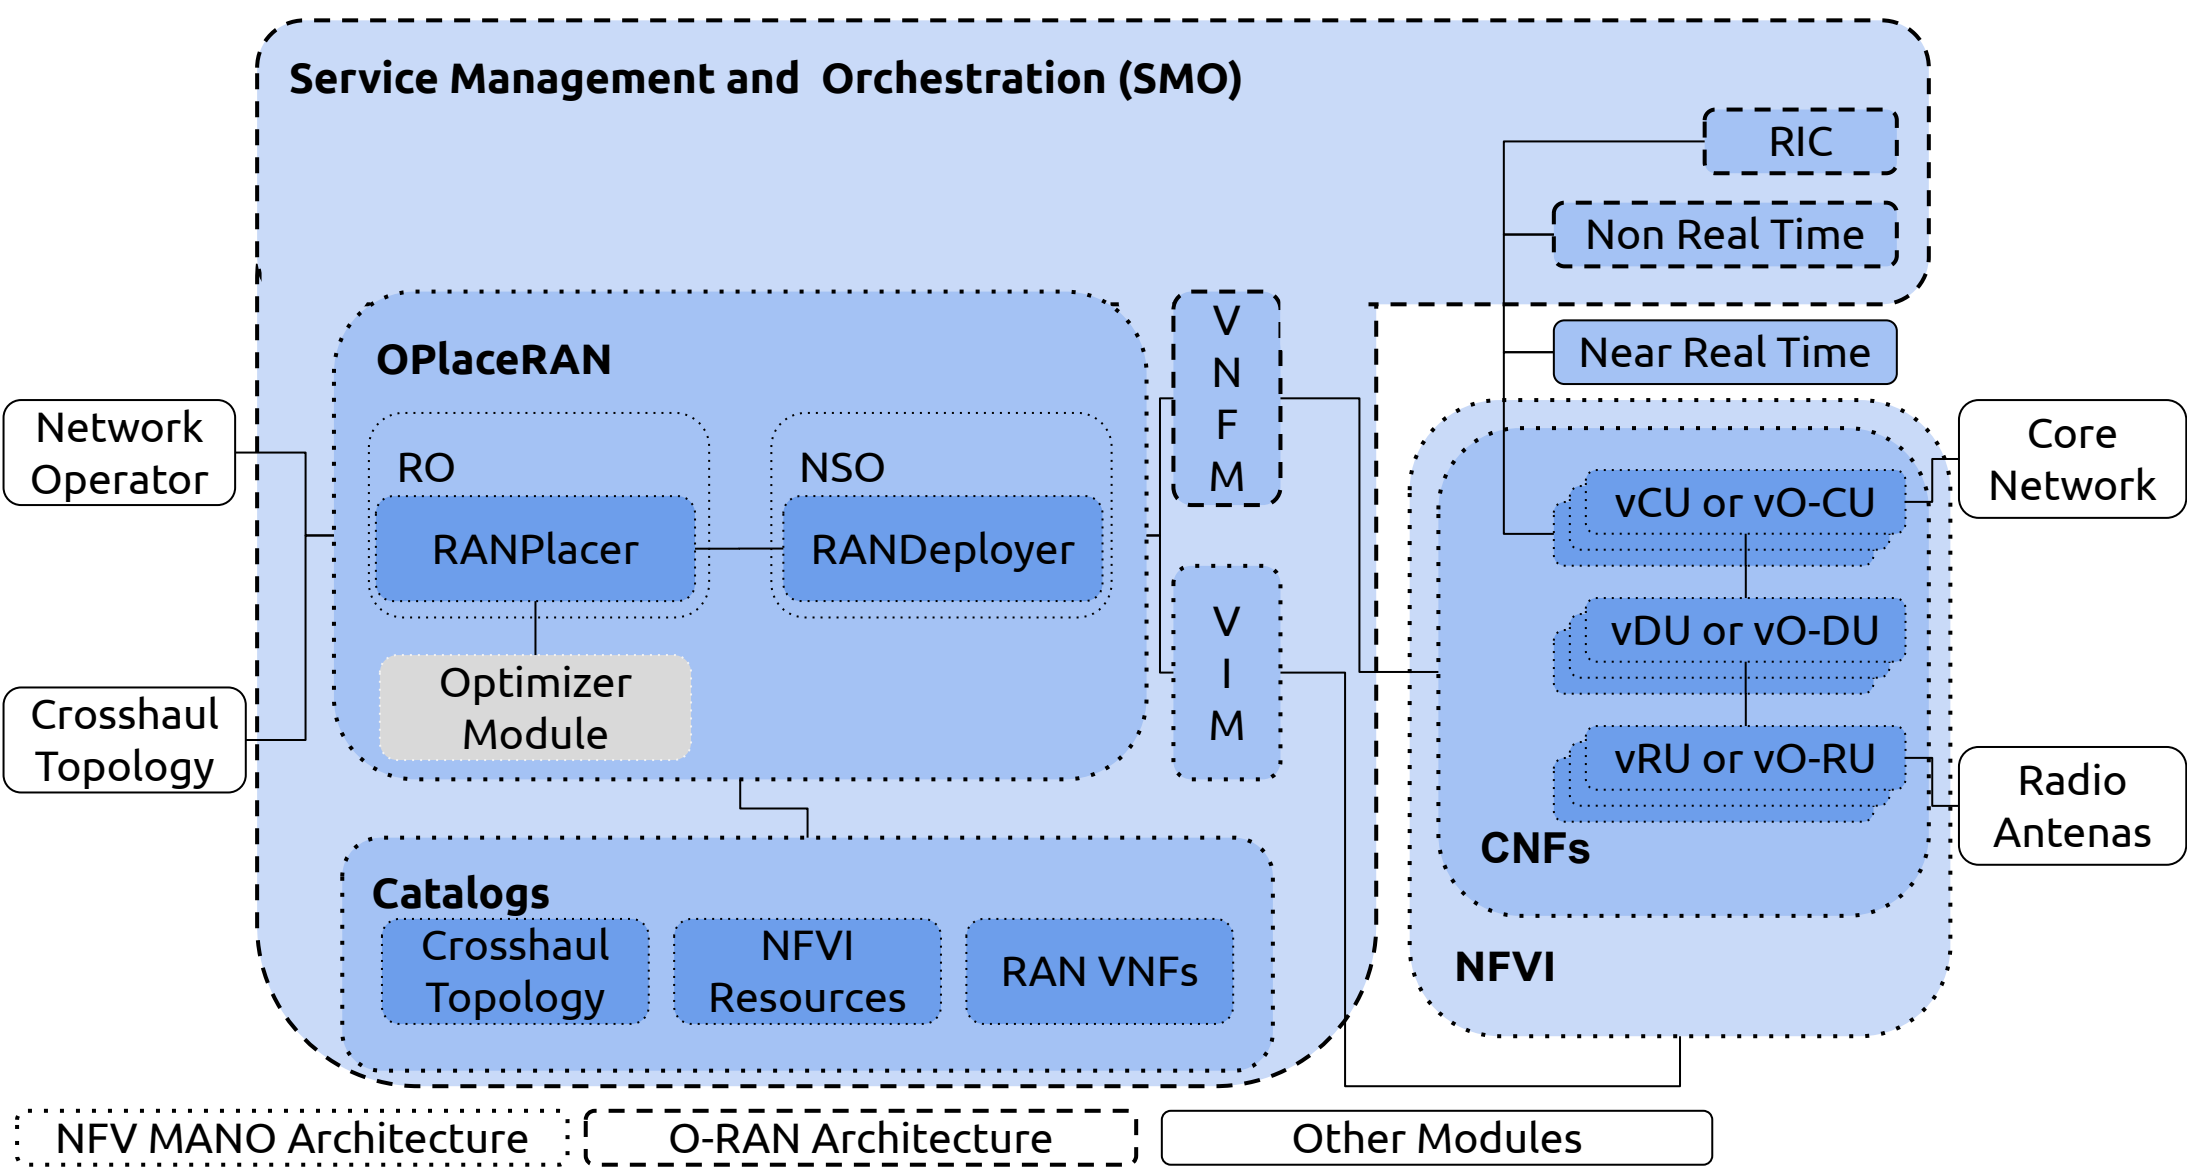 Service Management and  Orchestration (SMO)
RIC
Non Real Time
Near Real Time
OPlaceRAN
RO
RANPlacer
NSO
RANDeployer
Optimizer
Module
V
N
F
M
V
I
M
Network
Operator
Crosshaul
Topology
Catalogs
Crosshaul
Topology
NFVI
Resources
RAN VNFs
vCU or vO-CU
vDU or vO-DU
vRU or vO-RU
CNFs
NFVI
Core
Network
Radio
Antenas
NFV MANO Architecture
O-RAN Architecture
Other Modules